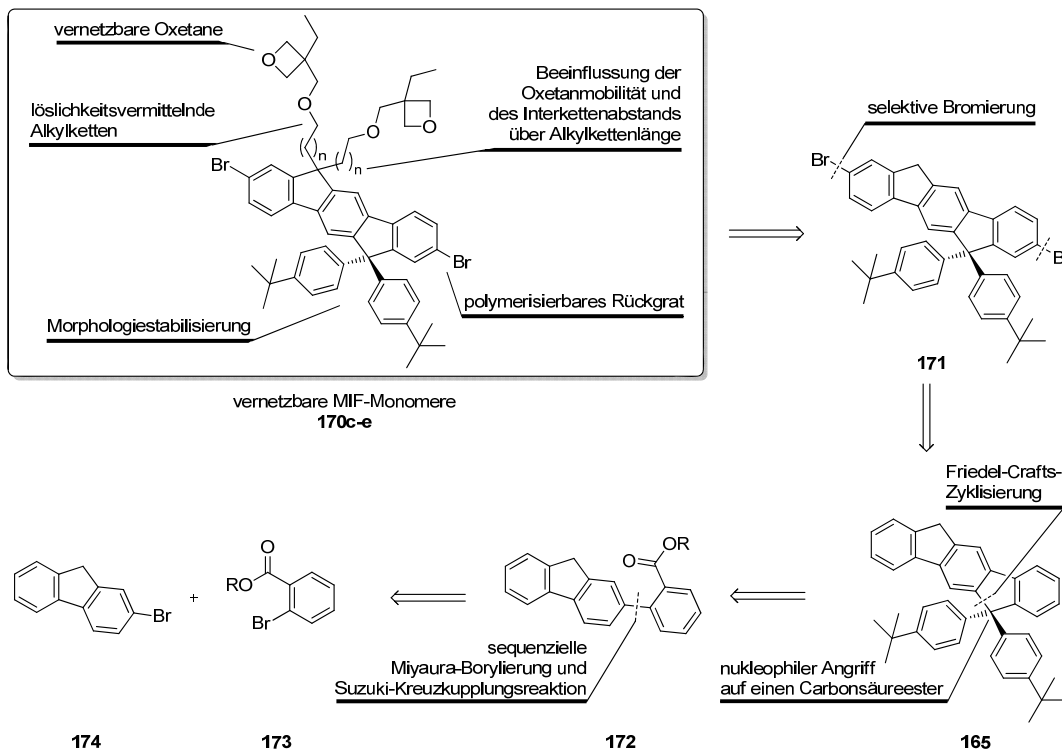 vernetzbare Oxetane
O
O
löslichkeitsvermittelnde
Alkylketten
Beeinflussung der
Oxetanmobilität und
des Interkettenabstands
über Alkylkettenlänge
O
O
n
n
Br
Br
Morphologiestabilisierung
polymerisierbares Rückgrat
vernetzbare MIF-Monomere
170c-e
selektive Bromierung
Br
Br
171
Friedel-Crafts-
Zyklisierung
nukleophiler Angriff
auf einen Carbonsäureester
165
O
OR
sequenzielle
Miyaura-Borylierung und
Suzuki-Kreuzkupplungsreaktion
172
O
RO
Br
173
+
Br
174